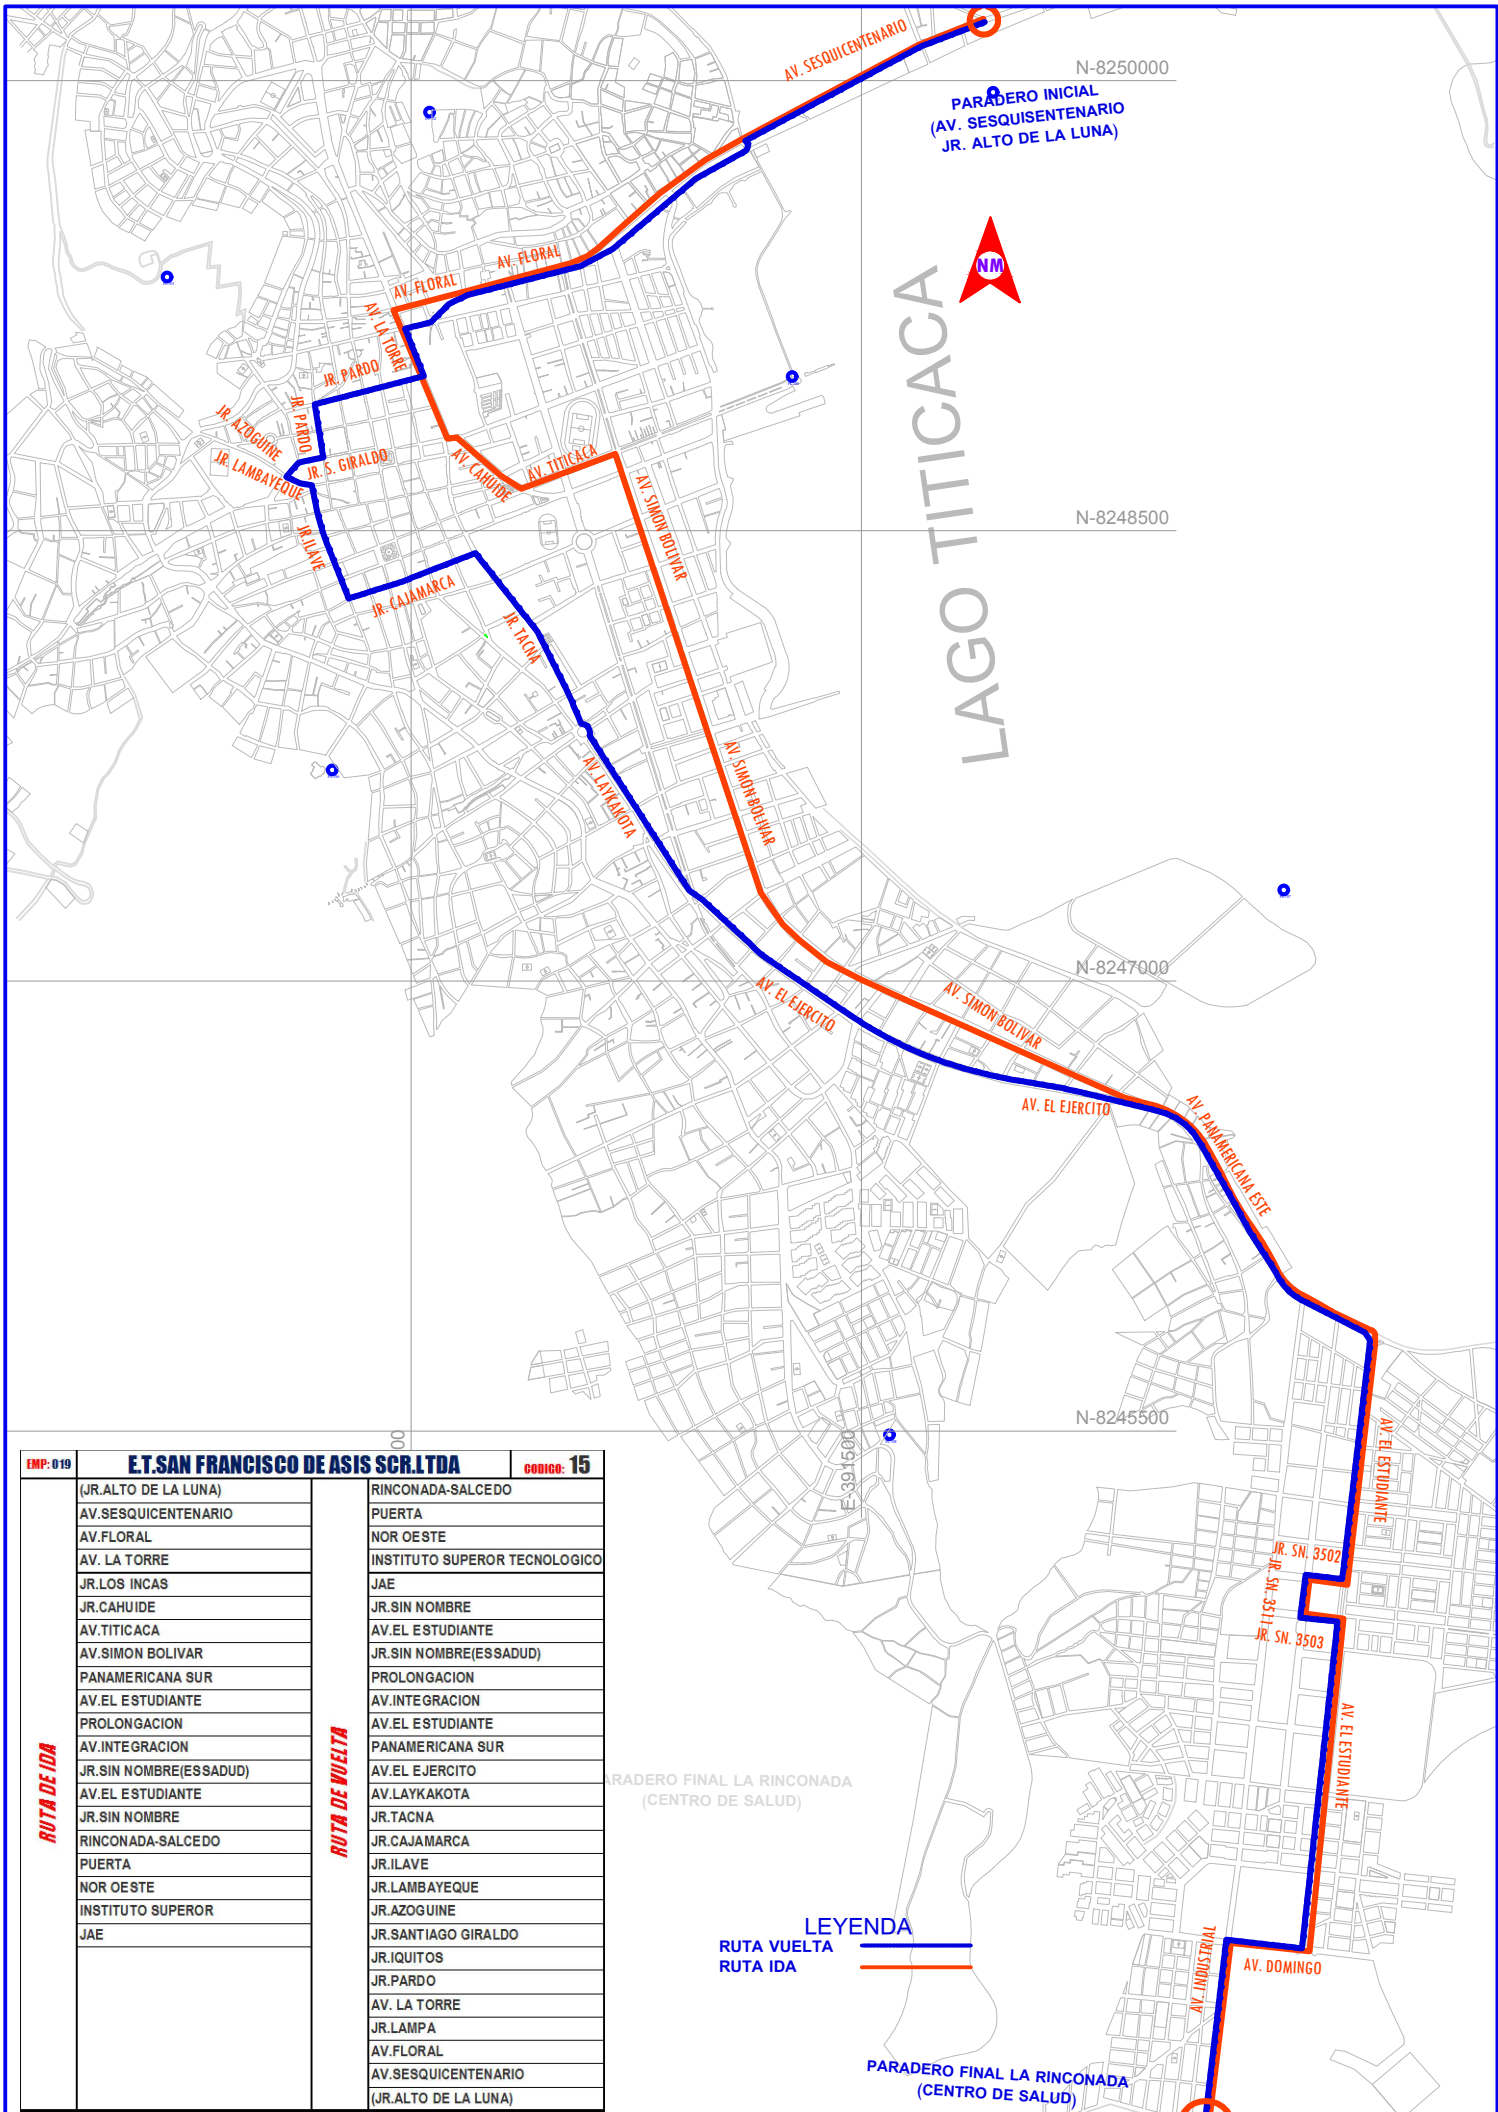 AV. SESQUICENTENARIO
N-8250000
PARADERO INICIAL
(AV. SESQUISENTENARIO
JR. ALTO DE LA LUNA)
NM
LAGO TITICACA
AV. FLORAL
AV. FLORAL
AV. LA TORRE
JR. PARDO
JR. PARDO
JR. AZOGUINE
JR. LAMBAYEQUE
JR. S. GIRALDO
AV. CAHUIDE
AV. TITICACA
AV. SIMON BOLIVAR
N-8248500
JR. ILAVE
JR. CAJAMARCA
JR. TACNA
AV. LAYKAKOTA
AV. SIMON BOLIVAR
N-8247000
AV. EL EJERCITO
AV. SIMON BOLIVAR
AV. EL EJERCITO
AV. PANAMERICANA ESTE
N-8245500
00
E-391500
AV. EL ESTUDIANTE
JR. SN. 3502
JR. SN. 3511
JR. SN. 3503
AV. EL ESTUDIANTE
AV. INDUSTRIAL
AV. DOMINGO
EMP: 019
E.T.SAN FRANCISCO DE ASIS SCR.LTDA
CODIGO: 15
RUTA DE IDA
(JR.ALTO DE LA LUNA)
AV.SESQUICENTENARIO
AV.FLORAL
AV. LA TORRE
JR.LOS INCAS
JR.CAHUIDE
AV.TITICACA
AV.SIMON BOLIVAR
PANAMERICANA SUR
AV.EL ESTUDIANTE
PROLONGACION
AV.INTEGRACION
JR.SIN NOMBRE(ESSADUD)
AV.EL ESTUDIANTE
JR.SIN NOMBRE
RINCONADA-SALCEDO
PUERTA
NOR OESTE
INSTITUTO SUPEROR
JAE
RUTA DE VUELTA
RINCONADA-SALCEDO
PUERTA
NOR OESTE
INSTITUTO SUPEROR TECNOLOGICO
JAE
JR.SIN NOMBRE
AV.EL ESTUDIANTE
JR.SIN NOMBRE(ESSADUD)
PROLONGACION
AV.INTEGRACION
AV.EL ESTUDIANTE
PANAMERICANA SUR
AV.EL EJERCITO
AV.LAYKAKOTA
JR.TACNA
JR.CAJAMARCA
JR.ILAVE
JR.LAMBAYEQUE
JR.AZOGUINE
JR.SANTIAGO GIRALDO
JR.IQUITOS
JR.PARDO
AV. LA TORRE
JR.LAMPA
AV.FLORAL
AV.SESQUICENTENARIO
(JR.ALTO DE LA LUNA)
ARADERO FINAL LA RINCONADA
(CENTRO DE SALUD)
LEYENDA
RUTA VUELTA
RUTA IDA
PARADERO FINAL LA RINCONADA
(CENTRO DE SALUD)